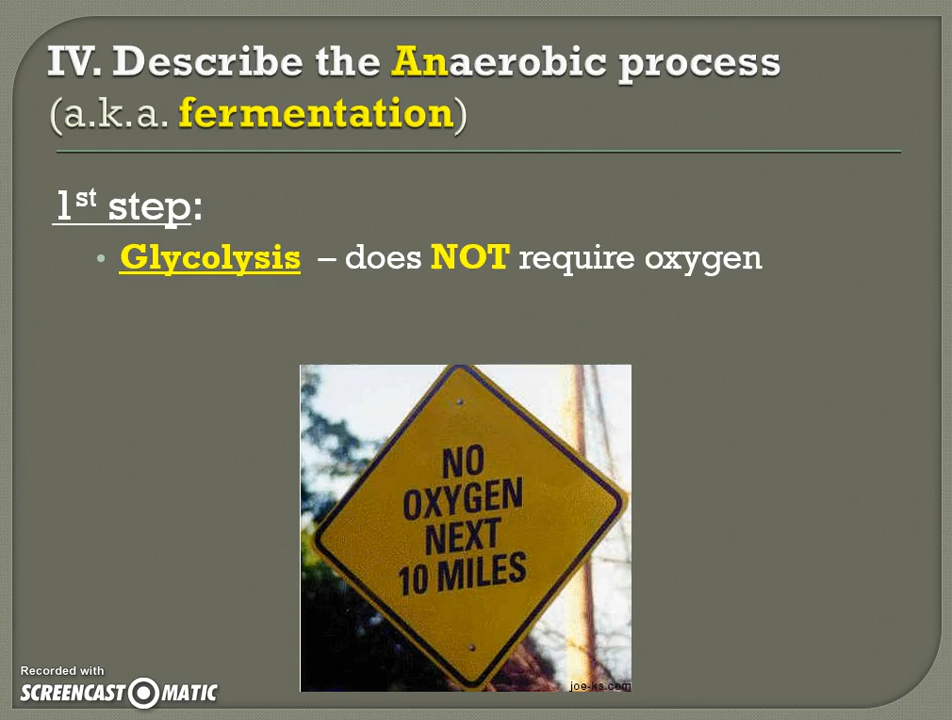 IV. Describe the Anaerobic process
(a.k.a. fermentation)
1st step:
• Glycolysis – does NOT require oxygen
NO
OXYGEN
NEXT
10 MILES
joe-ks.com
Recorded with
SCREENCAST-O-MATIC